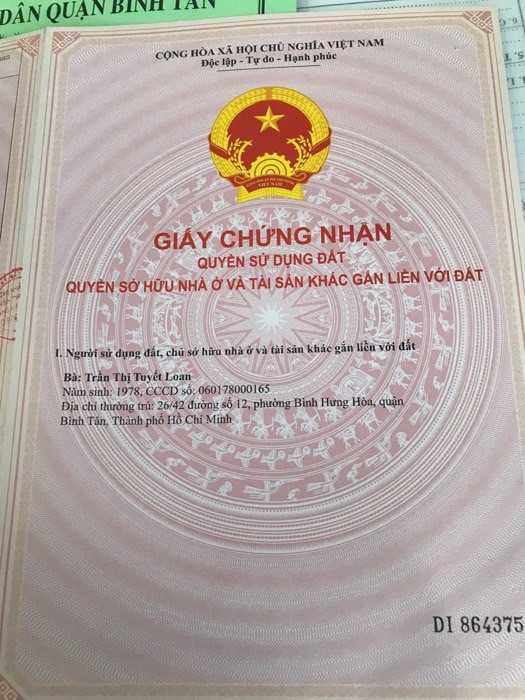 DÂN QUẬN BÌNH TÂN
CỘNG HÒA XÃ HỘI CHỦ NGHĨA VIỆT NAM
Độc lập - Tự do - Hạnh phúc
VIỆT NAM
GIẤY CHỨNG NHẬN
QUYỀN SỬ DỤNG ĐẤT
QUYỀN SỞ HỮU NHÀ Ở VÀ TÀI SẢN KHÁC GẮN LIỀN VỚI ĐẤT
I. Người sử dụng đất, chủ sở hữu nhà ở và tài sản khác gắn liền với đất
Bà: Trần Thị Tuyết Loan
Năm sinh: 1978, CCCD số: 060178000165
Địa chỉ thường trú: 26/42 đường số 12, phường Bình Hưng Hòa, quận
Bình Tân, Thành phố Hồ Chí Minh
DI 864375